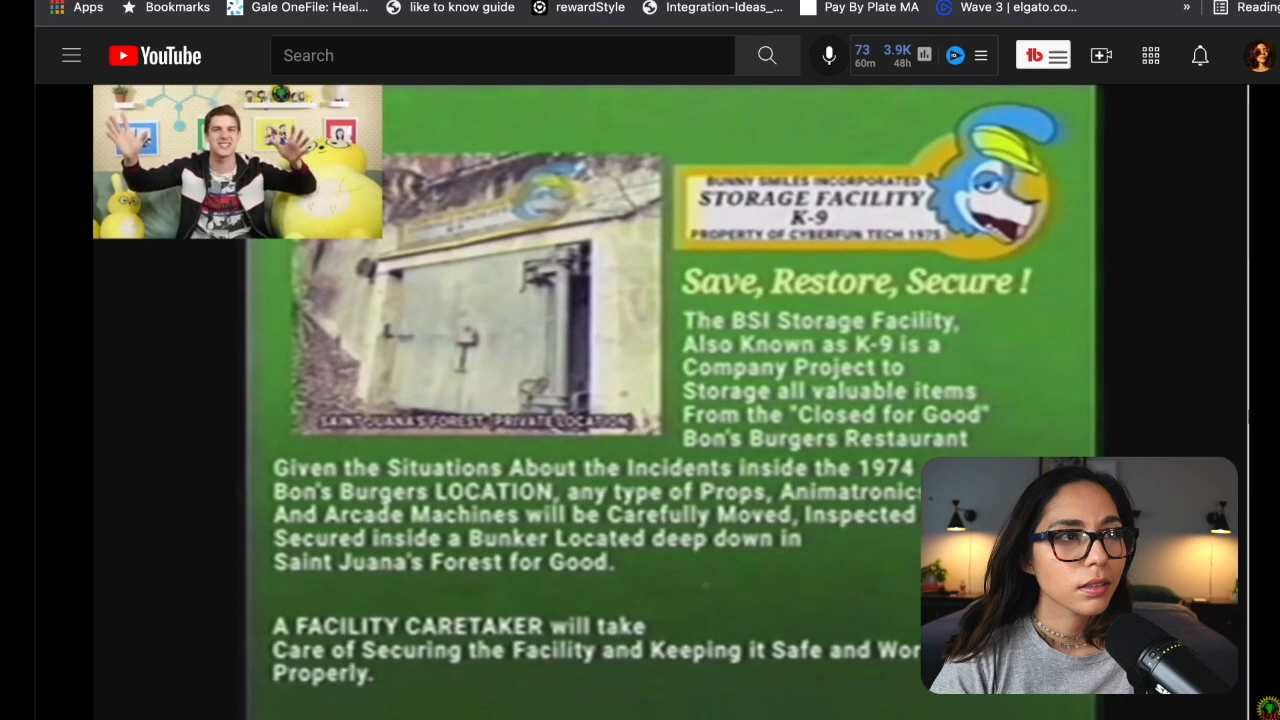 Apps
Bookmarks
Gale OneFile: Heal...
like to know guide
rewardStyle
Integration-Ideas_...
Pay By Plate MA
Wave 3 | elgato.co...
»
Reading
YouTube
Search
73
60m
3.9K
48h
BUNNY SMILES INCORPORATED
STORAGE FACILITY
K-9
PROPERTY OF CYBERFUN TECH 1975
Save, Restore, Secure !
The BSI Storage Facility,
Also Known as K-9 is a
Company Project to
Storage all valuable items
From the "Closed for Good"
Bon's Burgers Restaurant
SAINT JUANA'S FOREST - (PRIVATE LOCATION)
Given the Situations About the Incidents inside the 1974
Bon's Burgers LOCATION, any type of Props, Animatronics
And Arcade Machines will be Carefully Moved, Inspected
Secured inside a Bunker Located deep down in
Saint Juana's Forest for Good.
A FACILITY CARETAKER will take
Care of Securing the Facility and Keeping it Safe and Wor
Properly.